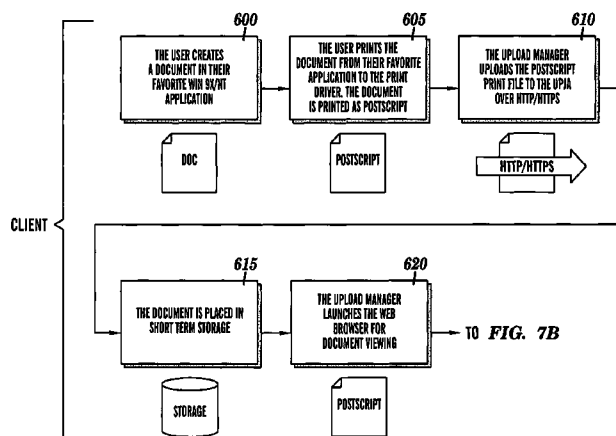 600
THE USER CREATES
A DOCUMENT IN THEIR
FAVORITE WIN 9X/NT
APPLICATION
DOC
605
THE USER PRINTS THE
DOCUMENT FROM THEIR FAVORITE
APPLICATION TO THE PRINT
DRIVER. THE DOCUMENT
IS PRINTED AS POSTSCRIPT
POSTSCRIPT
610
THE UPLOAD MANAGER
UPLOADS THE POSTSCRIPT
PRINT FILE TO THE UPIA
OVER HTTP/HTTPS
HTTP/HTTPS
CLIENT
615
THE DOCUMENT IS PLACED IN
SHORT TERM STORAGE
STORAGE
620
THE UPLOAD MANAGER
LAUNCHES THE WEB
BROWSER FOR
DOCUMENT VIEWING
POSTSCRIPT
TO FIG. 7B